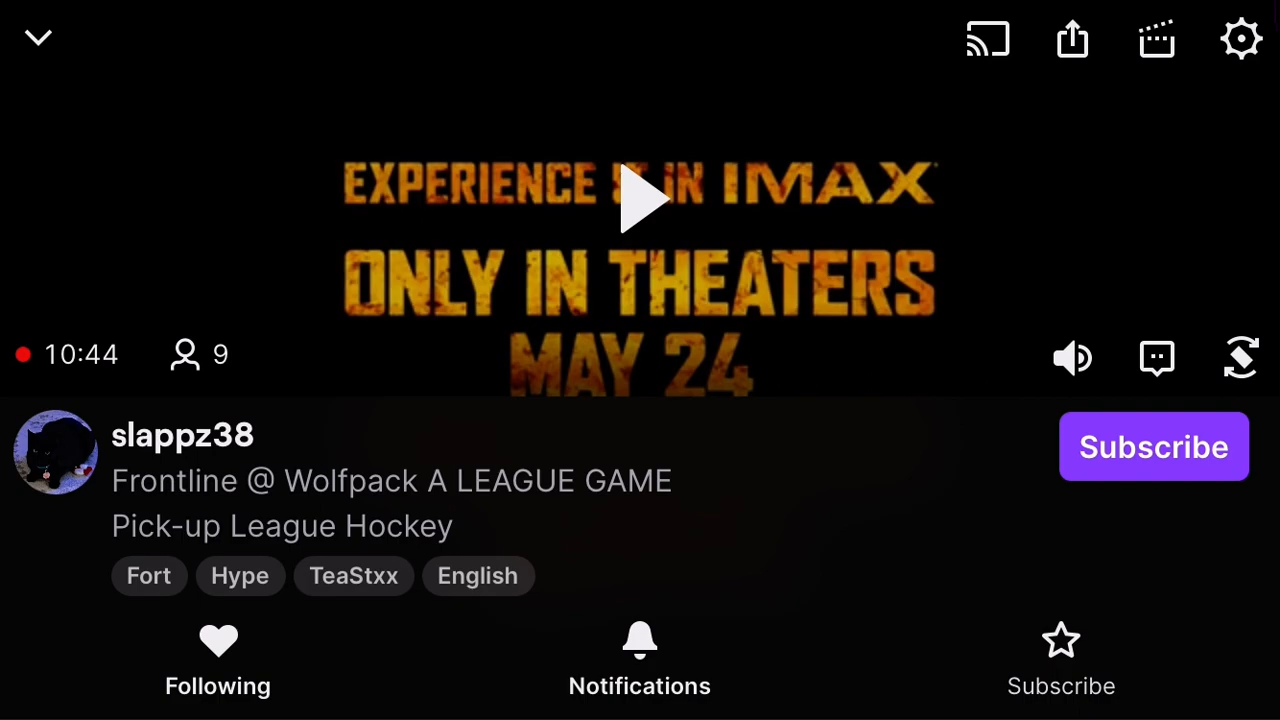 EXPERIENCE IN IMAX
ONLY IN THEATERS
MAY 24
10:44
9
slappz38
Subscribe
Frontline @ Wolfpack A LEAGUE GAME
Pick-up League Hockey
Fort Hype TeaStxx English
Following Notifications Subscribe